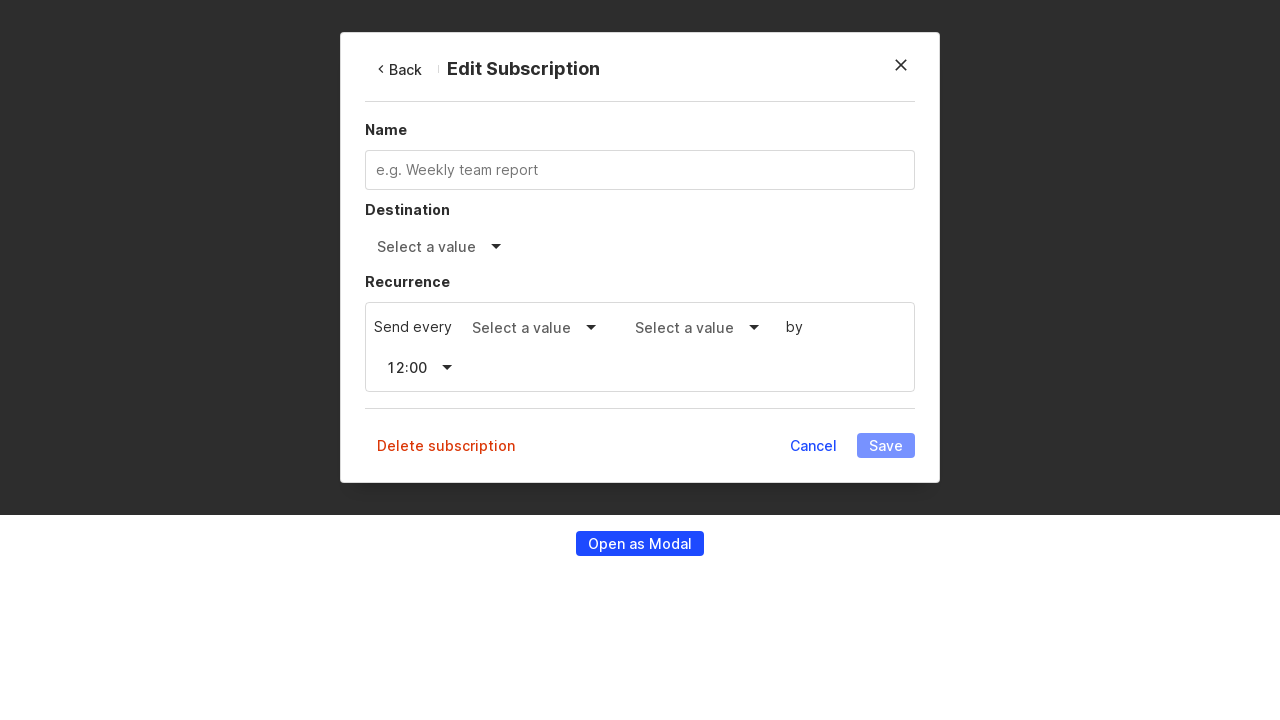 Back
Edit Subscription
Name
e.g. Weekly team report
Destination
Select a value
Recurrence
Send every Select a value Select a value by
12:00
Delete subscription Cancel Save
Open as Modal